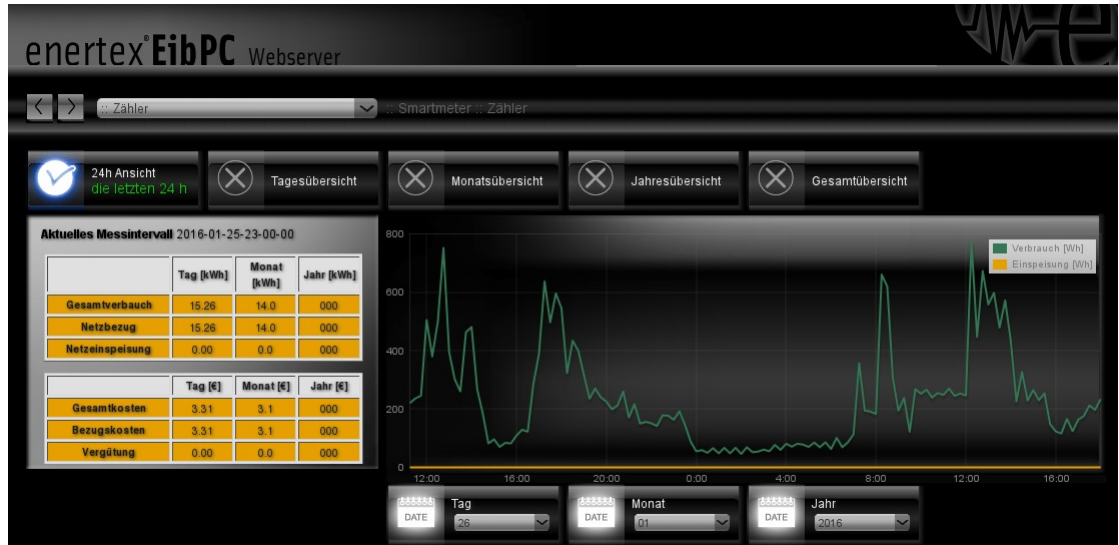 enertex® EibPC Webserver
:: Zähler
:: Smartmeter :: Zähler
24h Ansicht
die letzten 24 h
Tagesübersicht
Monatsübersicht
Jahresübersicht
Gesamtübersicht
Aktuelles Messintervall 2016-01-25-23-00-00
Tag [kWh] Monat [kWh] Jahr [kWh]
Gesamtverbauch 15.26 14.0 000
Netzbezug 15.26 14.0 000
Netzeinspeisung 0.00 0.0 000
Tag [€] Monat [€] Jahr [€]
Gesamtkosten 3.31 3.1 000
Bezugskosten 3.31 3.1 000
Vergütung 0.00 0.0 000
800
600
400
200
0
Verbrauch [Wh]
Einspeisung [Wh]
12:00 16:00 20:00 0:00 4:00 8:00 12:00 16:00
DATE
Tag
26
DATE
Monat
01
DATE
Jahr
2016